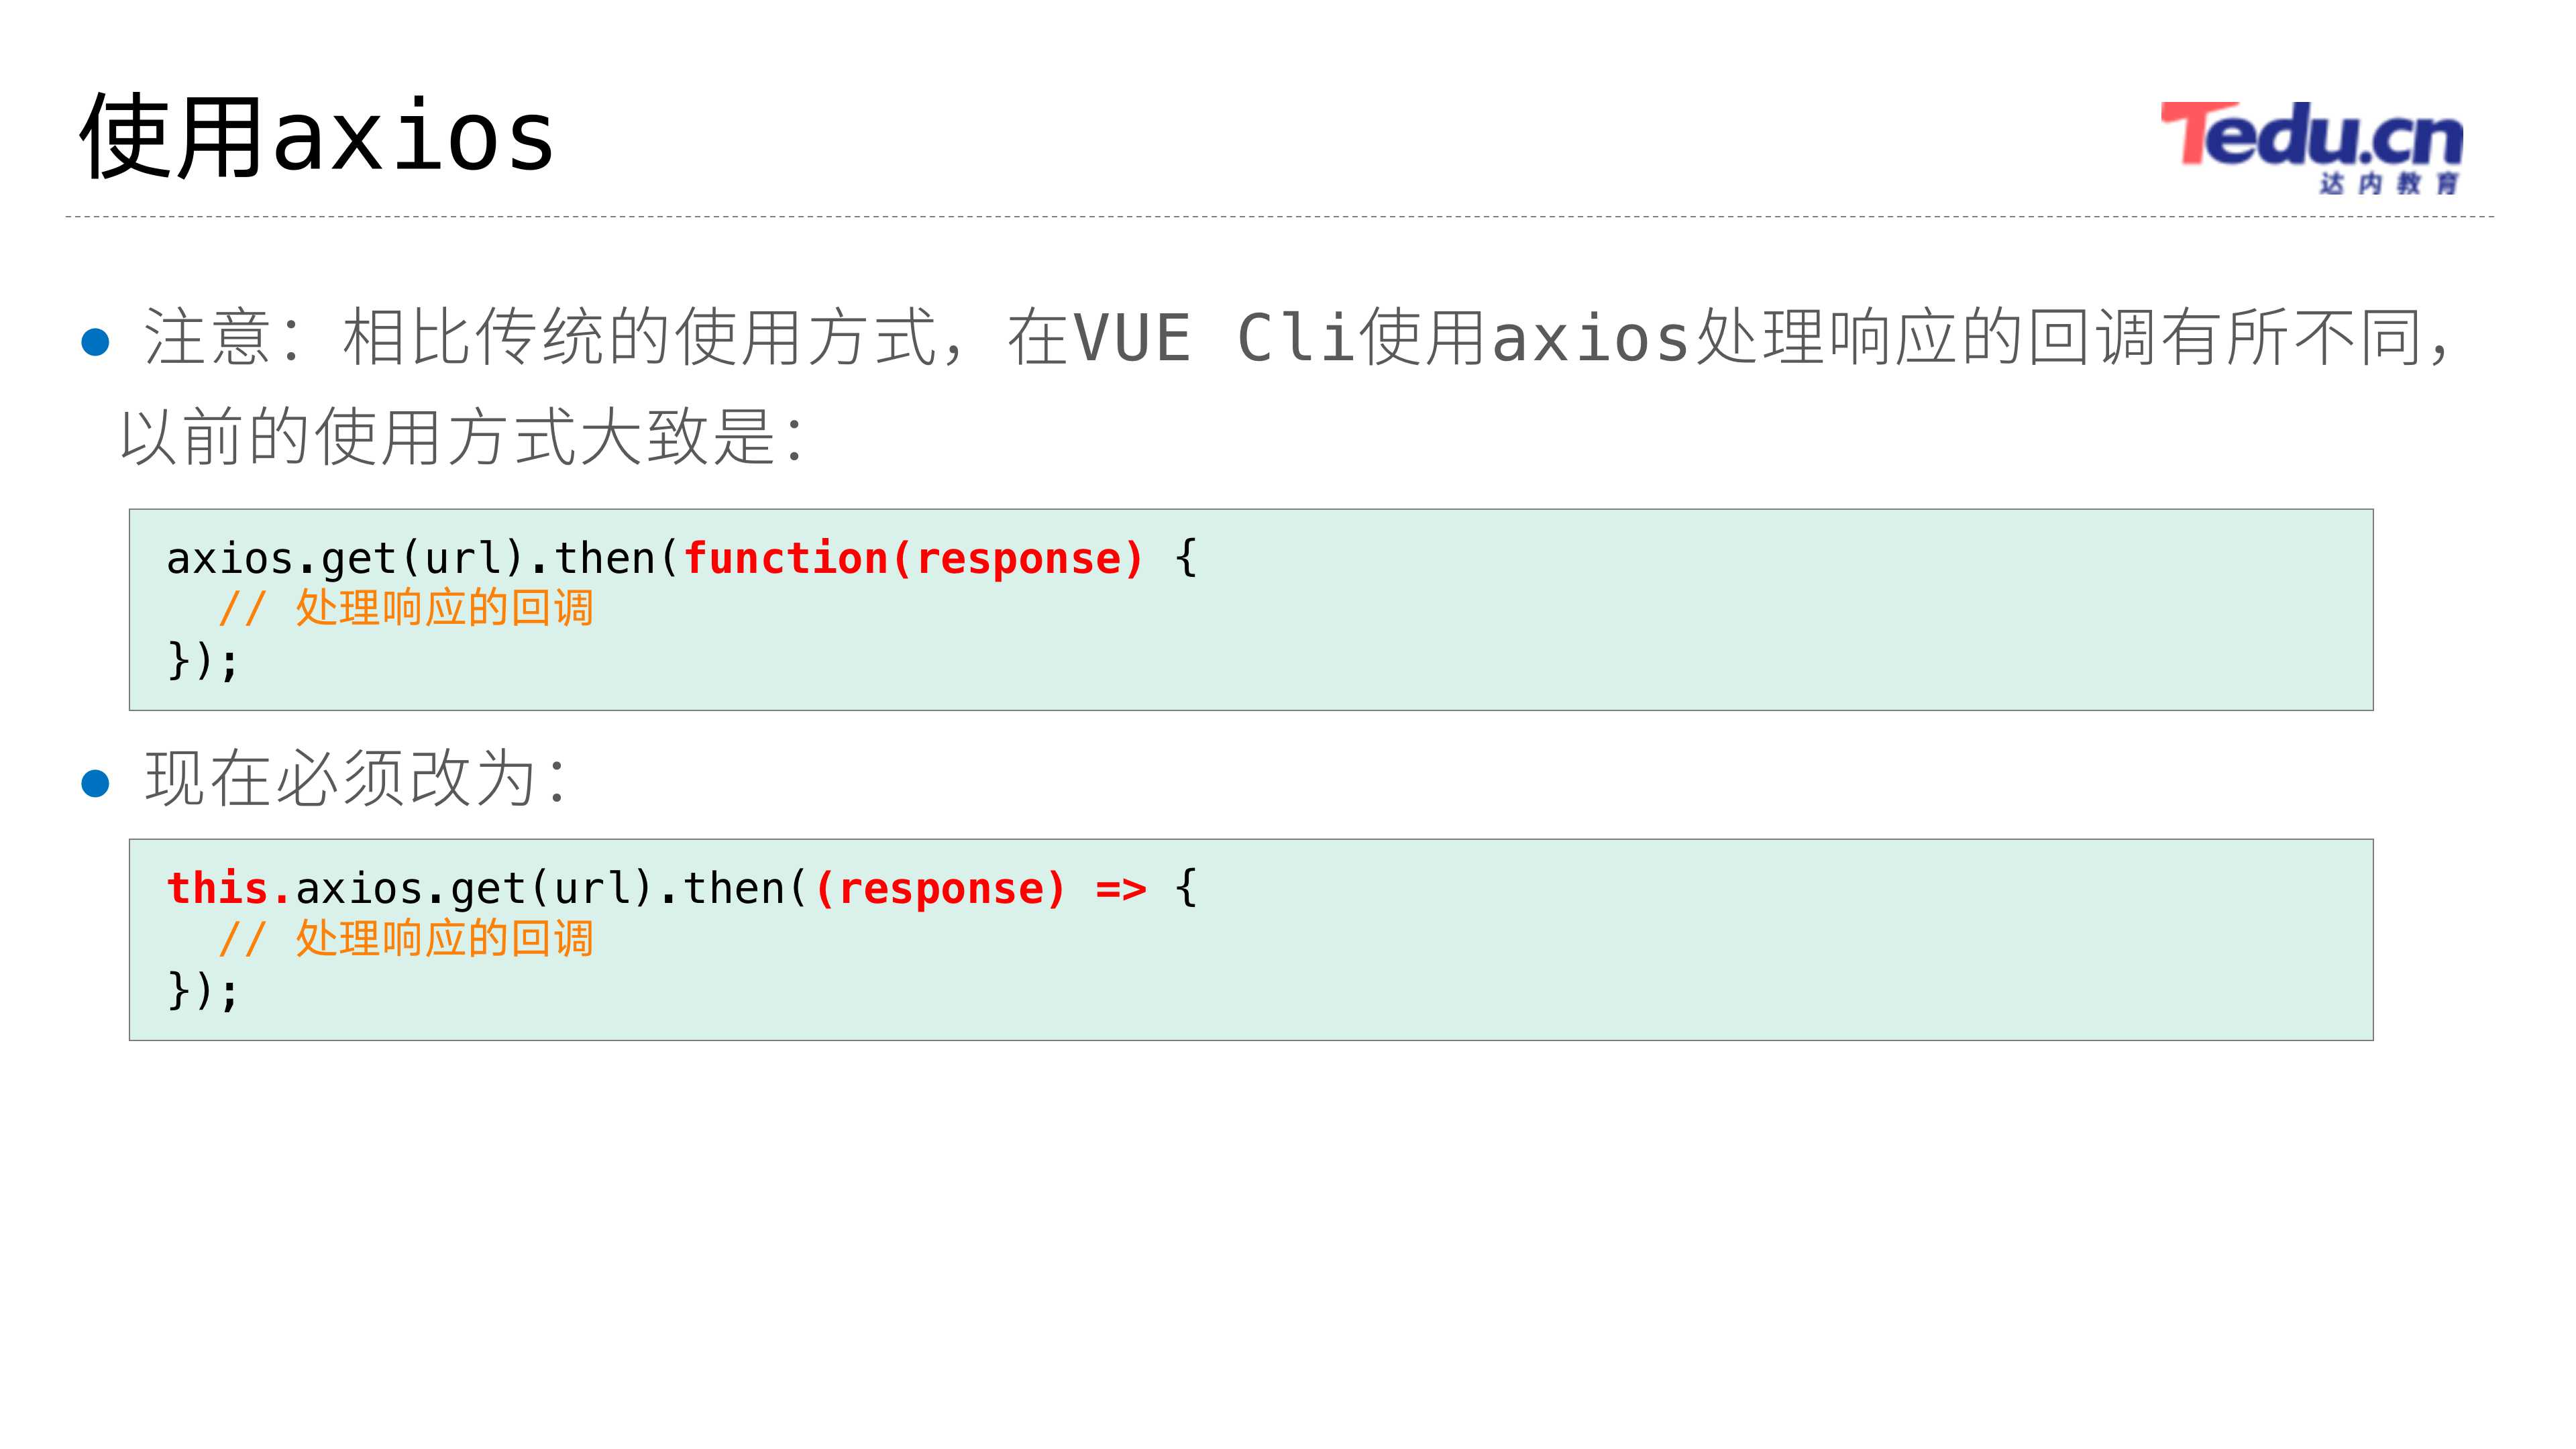 使用axios
Tedu.cn
达内教育
注意：相比传统的使用方式，在VUE Cli使用axios处理响应的回调有所不同，
以前的使用方式大致是：
axios.get(url).then(function(response) {
  // 处理响应的回调
});
现在必须改为：
this.axios.get(url).then((response) => {
  // 处理响应的回调
});